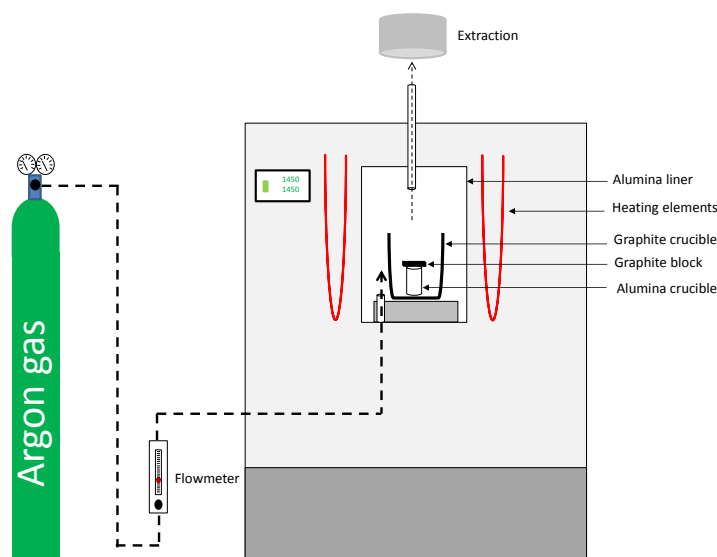 Extraction
1450
1450
Alumina liner
Heating elements
Graphite crucible
Graphite block
Alumina crucible
Argon gas
Flowmeter